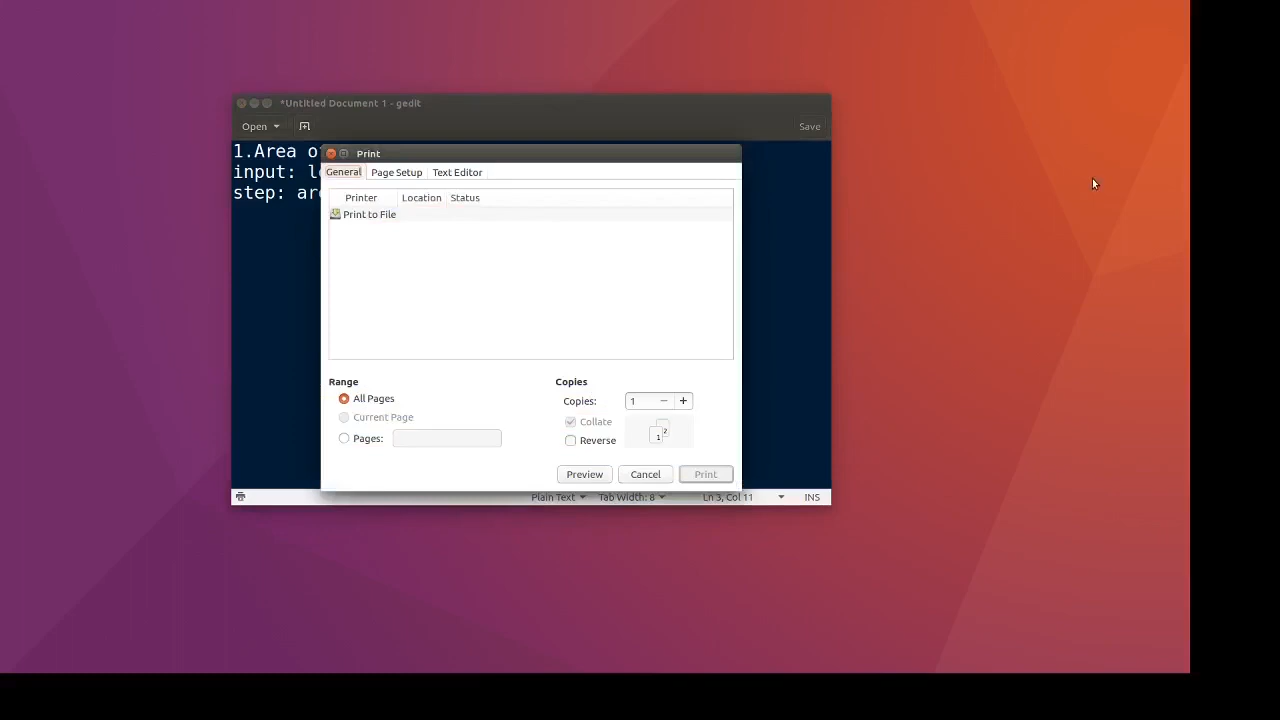 *Untitled Document 1 - gedit
Open
Save
1.Area
input:
step:
Print
General Page Setup Text Editor
Printer Location Status
Print to File
Range
All Pages
Current Page
Pages:
Copies
Copies: 1
Collate
Reverse
1 2
Preview Cancel Print
Plain Text Tab Width: 8 Ln 3, Col 11 INS